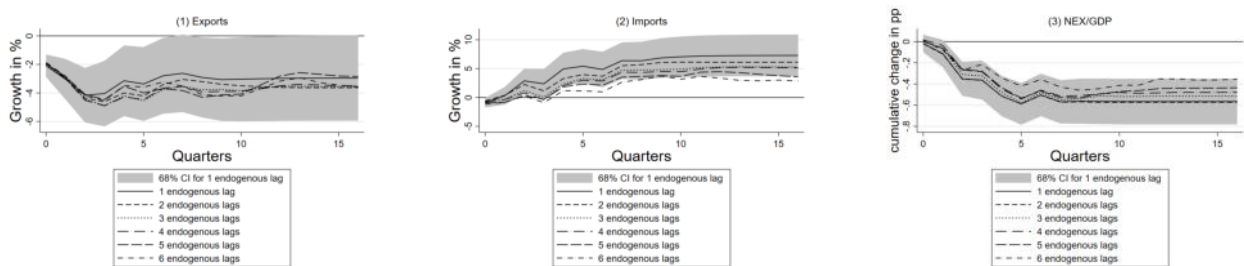 (1) Exports
Growth in %
0
-2
-4
-6
0
5
10
15
Quarters
68% CI for 1 endogenous lag
1 endogenous lag
2 endogenous lags
3 endogenous lags
4 endogenous lags
5 endogenous lags
6 endogenous lags
(2) Imports
Growth in %
10
5
0
-5
0
5
10
15
Quarters
68% CI for 1 endogenous lag
1 endogenous lag
2 endogenous lags
3 endogenous lags
4 endogenous lags
5 endogenous lags
6 endogenous lags
(3) NEX/GDP
cumulative change in pp
0
-.2
-.4
-.6
-.8
0
5
10
15
Quarters
68% CI for 1 endogenous lag
1 endogenous lag
2 endogenous lags
3 endogenous lags
4 endogenous lags
5 endogenous lags
6 endogenous lags